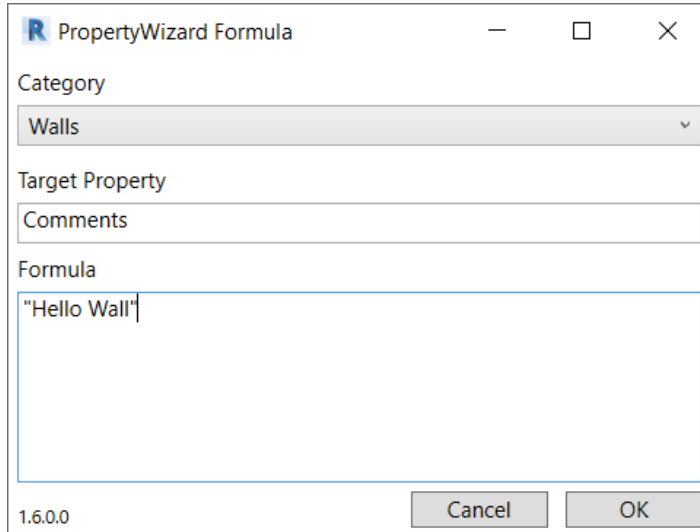 PropertyWizard Formula
Category
Walls
Target Property
Comments
Formula
"Hello Wall"
1.6.0.0
Cancel
OK